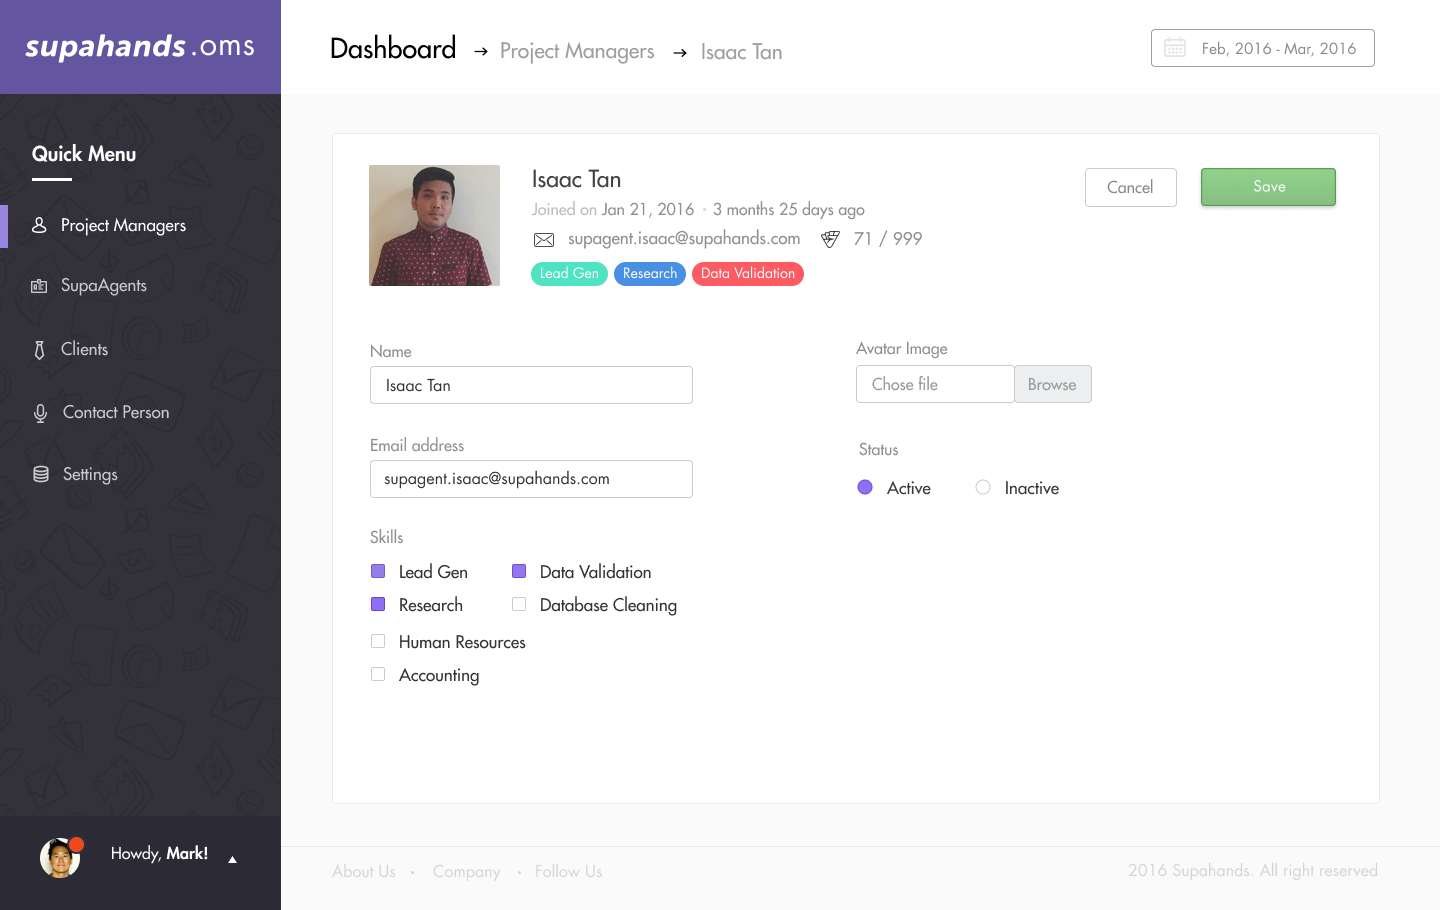 supahands.oms
Dashboard → Project Managers → Isaac Tan
Feb, 2016 - Mar, 2016
Quick Menu
Project Managers
SupaAgents
Clients
Contact Person
Settings
Howdy, Mark!
Isaac Tan
Joined on Jan 21, 2016 • 3 months 25 days ago
supagent.isaac@supahands.com 71 / 999
Lead Gen Research Data Validation
Cancel Save
Name
Isaac Tan
Email address
supagent.isaac@supahands.com
Skills
Lead Gen Data Validation
Research Database Cleaning
Human Resources
Accounting
Avatar Image
Chose file Browse
Status
Active Inactive
About Us • Company • Follow Us
2016 Supahands. All right reserved